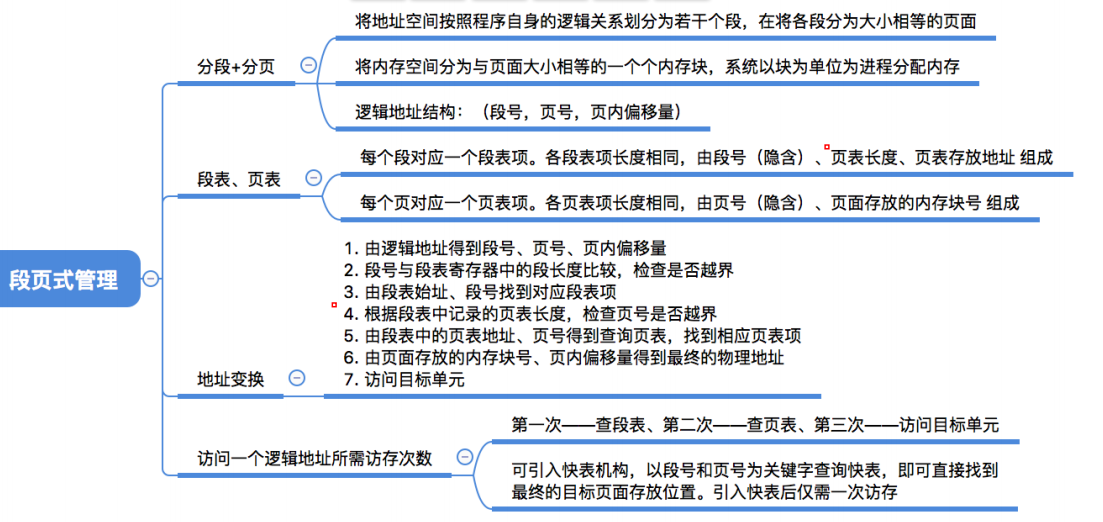 段页式管理
分段+分页
将地址空间按照程序自身的逻辑关系划分为若干个段，在将各段分为大小相等的页面
将内存空间分为与页面大小相等的一个个内存块，系统以块为单位为进程分配内存
逻辑地址结构：（段号，页号，页内偏移量）
段表、页表
每个段对应一个段表项。各段表项长度相同，由段号（隐含）、页表长度、页表存放地址 组成
每个页对应一个页表项。各页表项长度相同，由页号（隐含）、页面存放的内存块号 组成
地址变换
1. 由逻辑地址得到段号、页号、页内偏移量
2. 段号与段表寄存器中的段长度比较，检查是否越界
3. 由段表始址、段号找到对应段表项
4. 根据段表中记录的页表长度，检查页号是否越界
5. 由段表中的页表地址、页号得到查询页表，找到相应页表项
6. 由页面存放的内存块号、页内偏移量得到最终的物理地址
7. 访问目标单元
访问一个逻辑地址所需访存次数
第一次——查段表、第二次——查页表、第三次——访问目标单元
可引入快表机构，以段号和页号为关键字查询快表，即可直接找到
最终的目标页面存放位置。引入快表后仅需一次访存